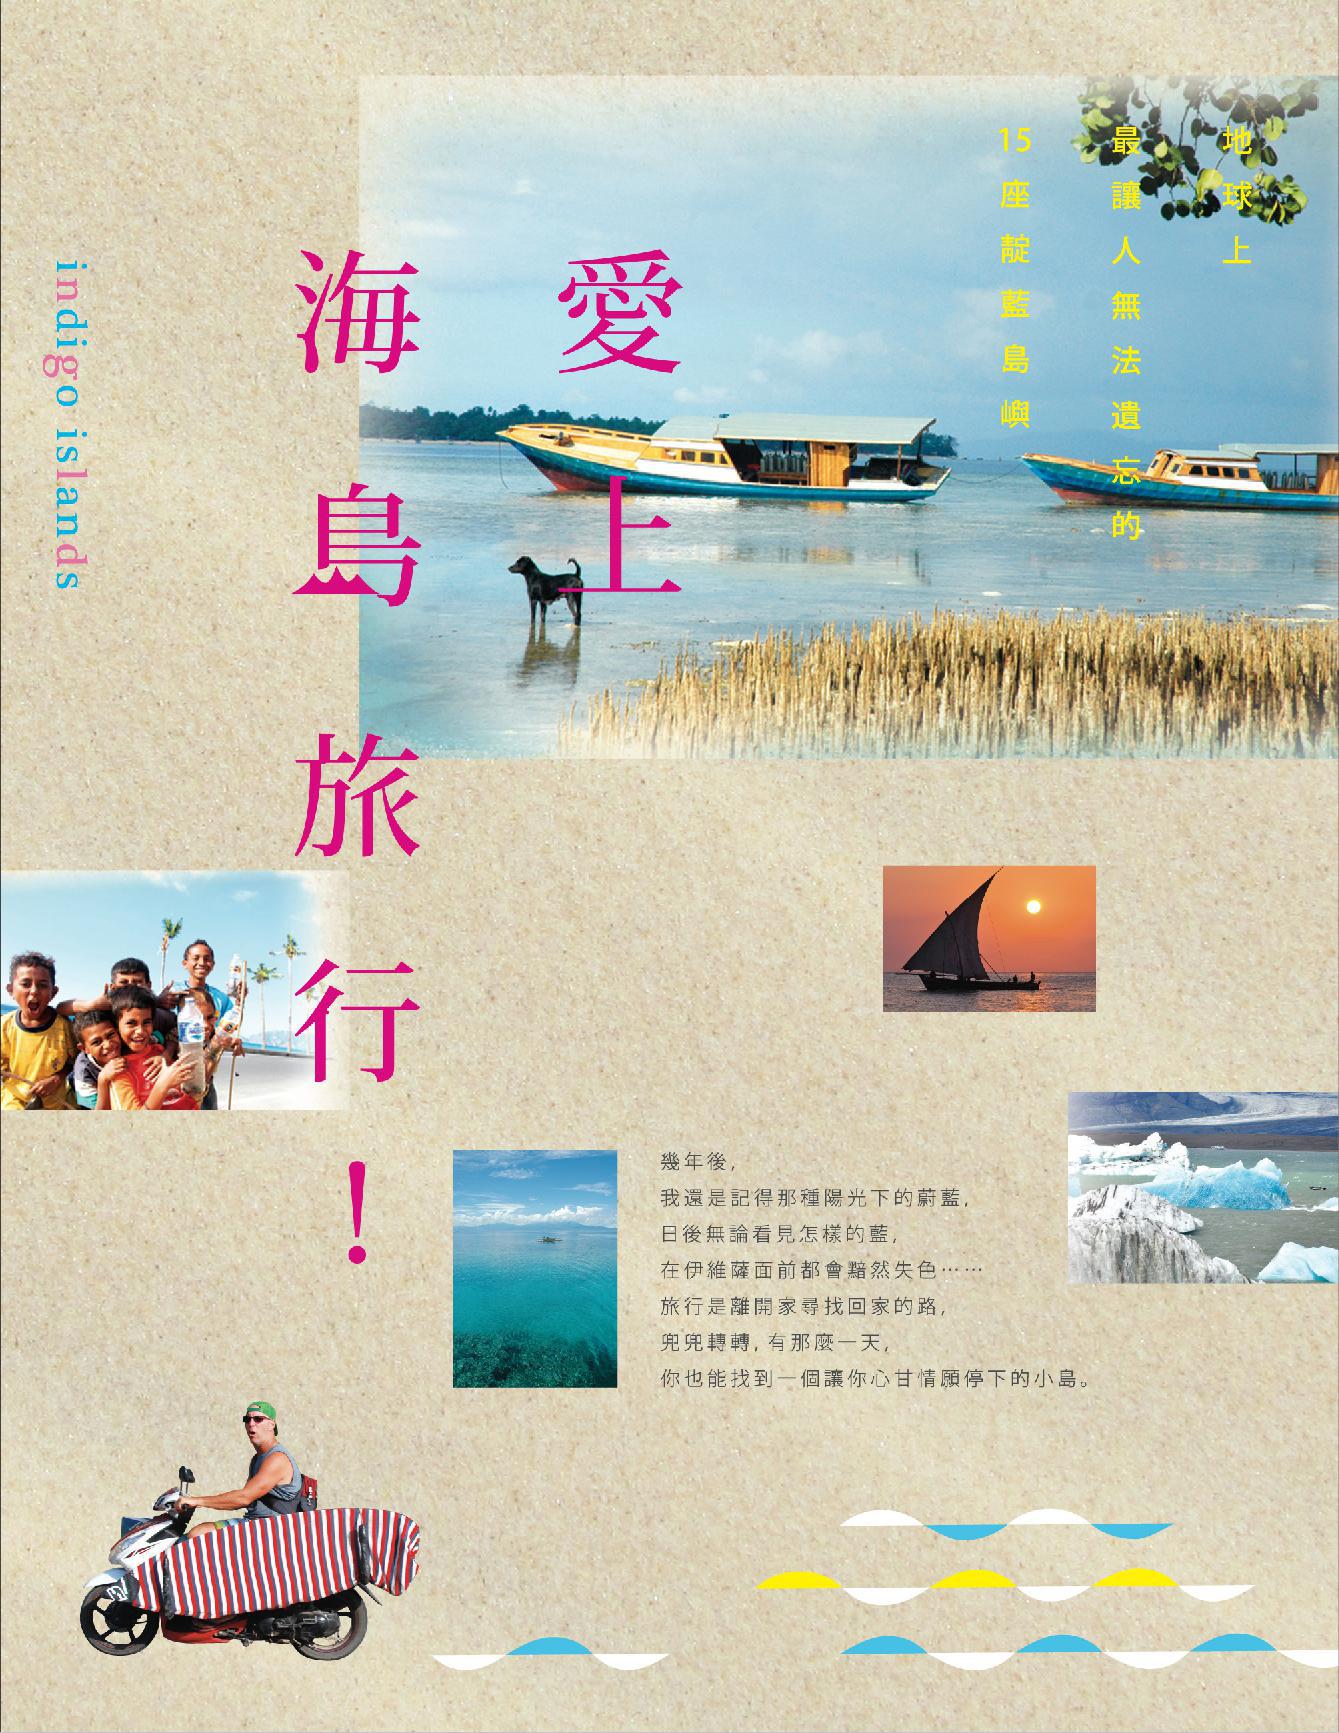 地球上
最讓人無法遺忘的
15座靛藍島嶼
愛上
海島旅行！
indigo islands
幾年後，
我還是記得那種陽光下的蔚藍，
日後無論看見怎樣的藍，
在伊維薩面前都會黯然失色……
旅行是離開家尋找回家的路，
兜兜轉轉，有那麼一天，
你也能找到一個讓你心甘情願停下的小島。